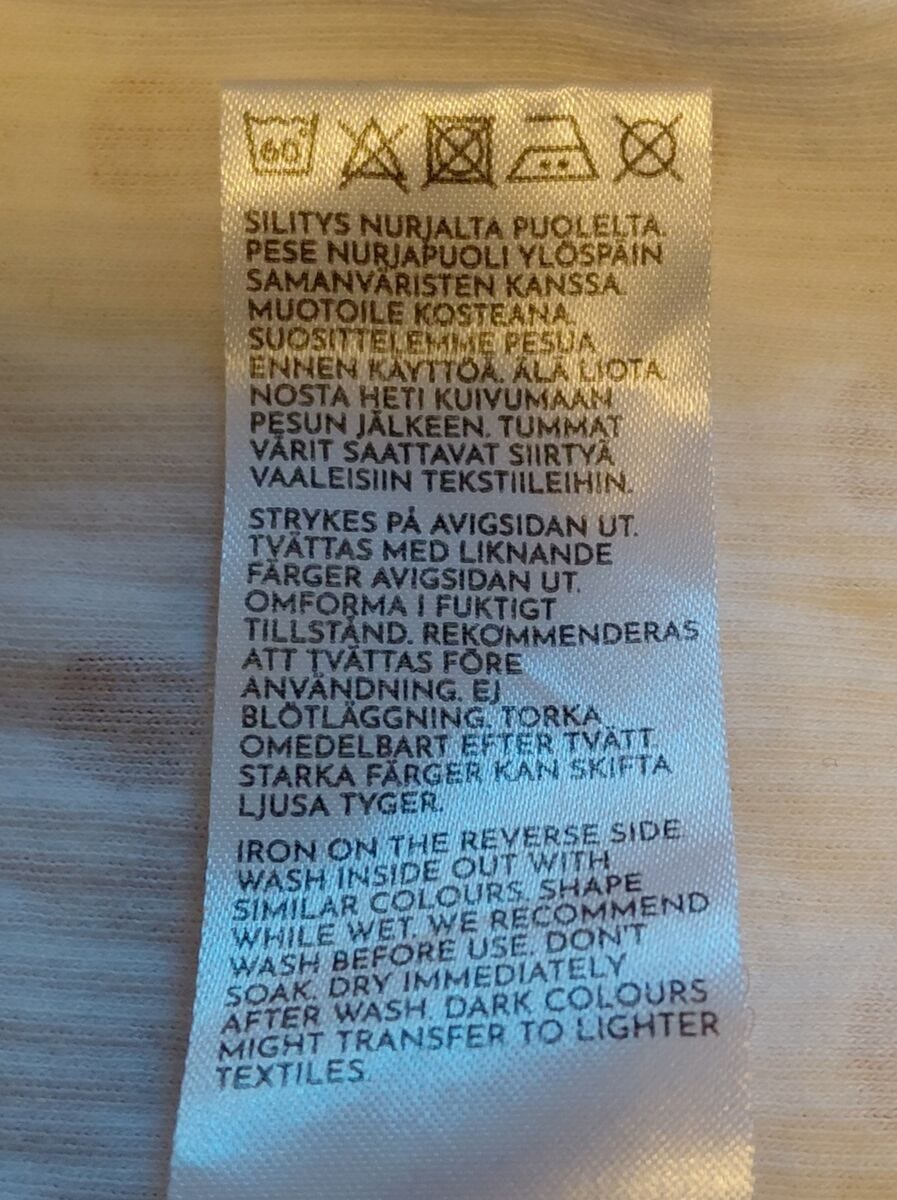 60°
SILITYS NURJALTA PUOLELTA.
PESE NURJAPUOLI YLÖSPÄIN
SAMANVÄRISTEN KANSSA.
MUOTOILE KOSTEANA.
SUOSITTELEMME PESUA
ENNEN KÄYTTÖÄ. ÄLÄ LIOTA.
NOSTA HETI KUIVUMAAN
PESUN JÄLKEEN. TUMMAT
VÄRIT SAATTAVAT SIIRTYÄ
VAALEISIIN TEKSTIILEIHIN.
STRYKES PÅ AVIGSIDAN UT.
TVÄTTAS MED LIKNANDE
FÄRGER AVIGSIDAN UT.
OMFORMA I FUKTIGT
TILLSTÅND. REKOMMENDERAS
ATT TVÄTTAS FÖRE
ANVÄNDNING. EJ
BLÖTLÄGGNING. TORKA
OMEDELBART EFTER TVÄTT.
STARKA FÄRGER KAN SKIFTA
LJUSA TYGER.
IRON ON THE REVERSE SIDE
WASH INSIDE OUT WITH
SIMILAR COLOURS. SHAPE
WHILE WET. WE RECOMMEND
WASH BEFORE USE. DON'T
SOAK. DRY IMMEDIATELY
AFTER WASH. DARK COLOURS
MIGHT TRANSFER TO LIGHTER
TEXTILES.